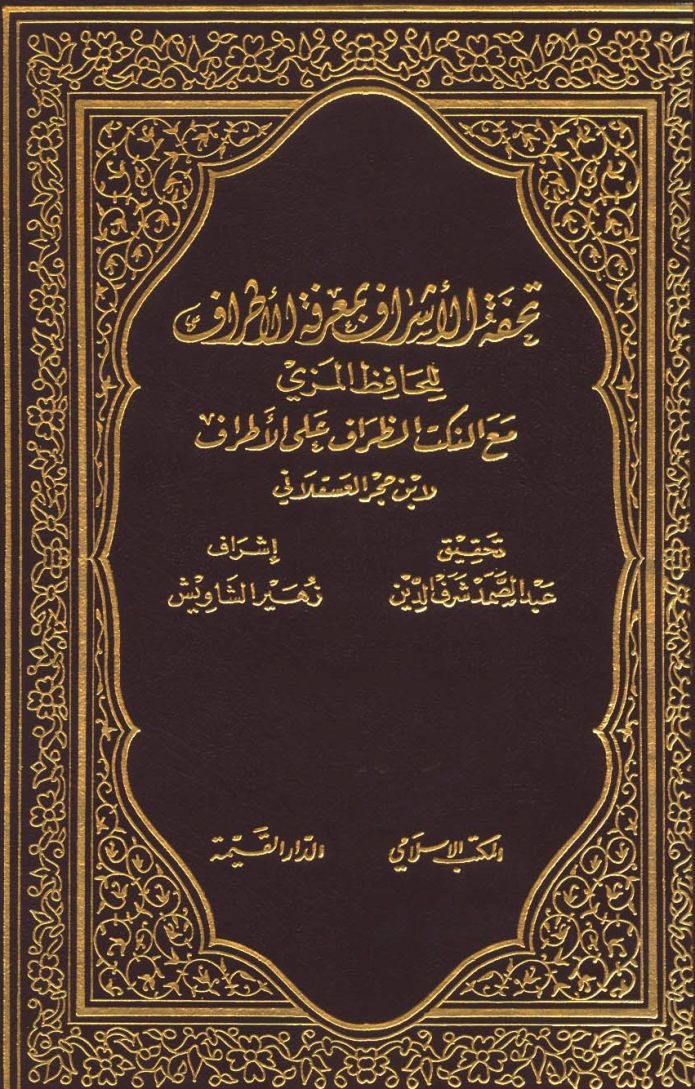 تحفة الأشراف بمعرفة الأطراف
للحافظ المزي
مع النكت الظراف على الأطراف
لابن حجر العسقلاني
تحقيق إشراف
عبد الصمد شرف الدين زهير الشاويش
المكتب الإسلامي الدار القيمة